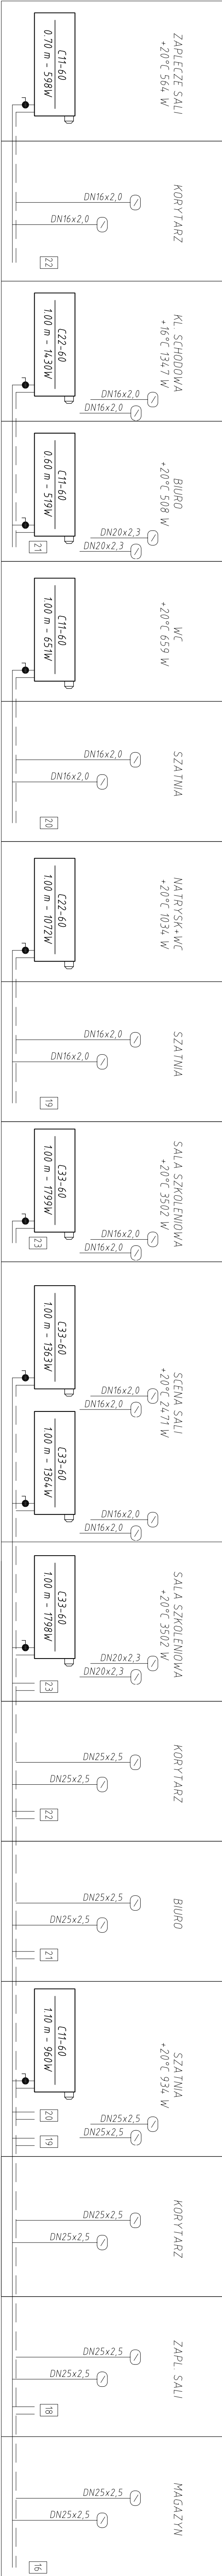 ZAPLECZE SALI
+20°C 564 W
C11-60
0.70 m - 598W
KORYTARZ
DN16x2,0
DN16x2,0
22
KL. SCHODOWA
+16°C 1347 W
DN16x2,0
DN16x2,0
C22-60
1.00 m - 1430W
BIURO
+20°C 508 W
DN20x2,3
DN20x2,3
C11-60
0.60 m - 519W
21
WC
+20°C 659 W
C11-60
1.00 m - 651W
SZATNIA
DN16x2,0
DN16x2,0
20
NATRYSK+WC
+20°C 1034 W
C22-60
1.00 m - 1072W
SZATNIA
DN16x2,0
DN16x2,0
19
SALA SZKOLENIOWA
+20°C 3502 W
DN16x2,0
DN16x2,0
C33-60
1.00 m - 1799W
23
SCENA SALI
+20°C 2471 W
DN16x2,0
DN16x2,0
C33-60
1.00 m - 1363W
DN16x2,0
DN16x2,0
C33-60
1.00 m - 1364W
SALA SZKOLENIOWA
+20°C 3502 W
DN20x2,3
DN20x2,3
C33-60
1.00 m - 1798W
23
KORYTARZ
DN25x2,5
DN25x2,5
22
BIURO
DN25x2,5
DN25x2,5
21
SZATNIA
+20°C 934 W
DN25x2,5
DN25x2,5
C11-60
1.10 m - 960W
20
19
KORYTARZ
DN25x2,5
DN25x2,5
ZAPL. SALI
DN25x2,5
DN25x2,5
18
MAGAZYN
DN25x2,5
DN25x2,5
16